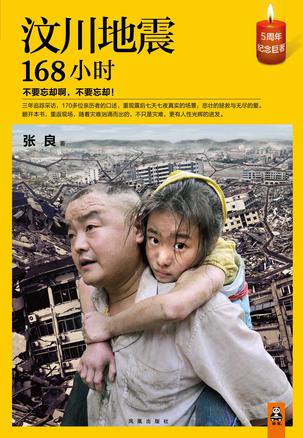 汶川地震
168小时
不要忘却啊，不要忘却！
5周年
纪念巨著
三年追踪采访，170多位亲历者的口述，重现震后七天七夜真实的场景；悲壮的拯救与无尽的爱。
翻开本书，重返现场，随着灾难汹涌而出的，不只是灾难，更有人性光辉的迸发。
张良 著
凤凰出版社